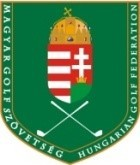 MAGYAR GOLF SZÖVETSÉG
HUNGARIAN GOLF FEDERATION